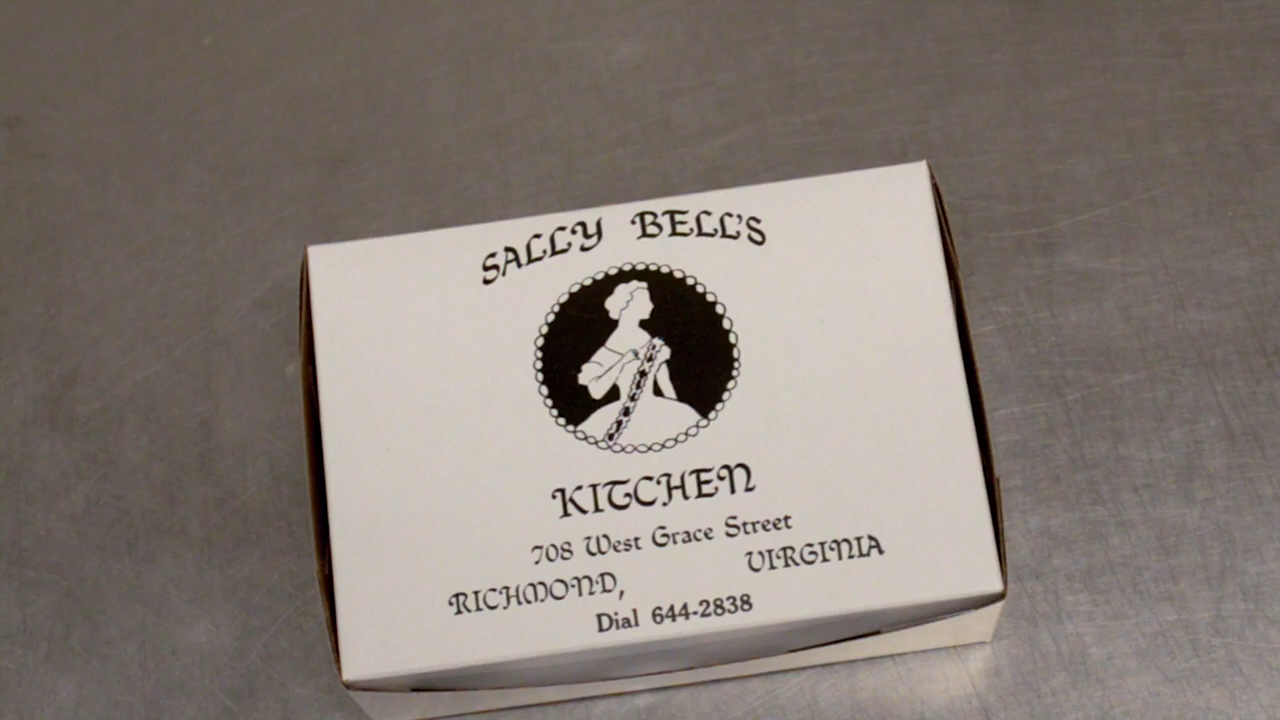 SALLY BELL'S
KITCHEN
708 West Grace Street
RICHMOND, VIRGINIA
Dial 644-2838